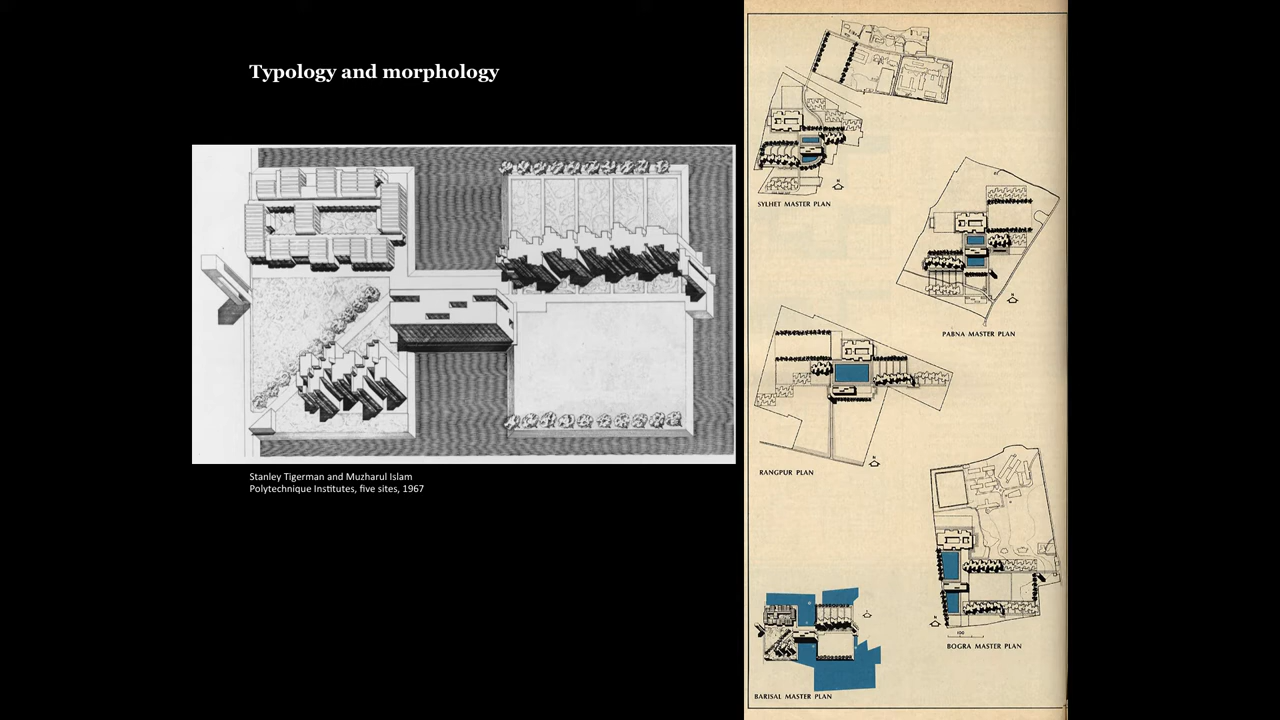 Typology and morphology
Stanley Tigerman and Muzharul Islam
Polytechnique Institutes, five sites, 1967
N
SYLHET MASTER PLAN
N
PABNA MASTER PLAN
N
RANGPUR PLAN
N
100
BOGRA MASTER PLAN
BARISAL MASTER PLAN